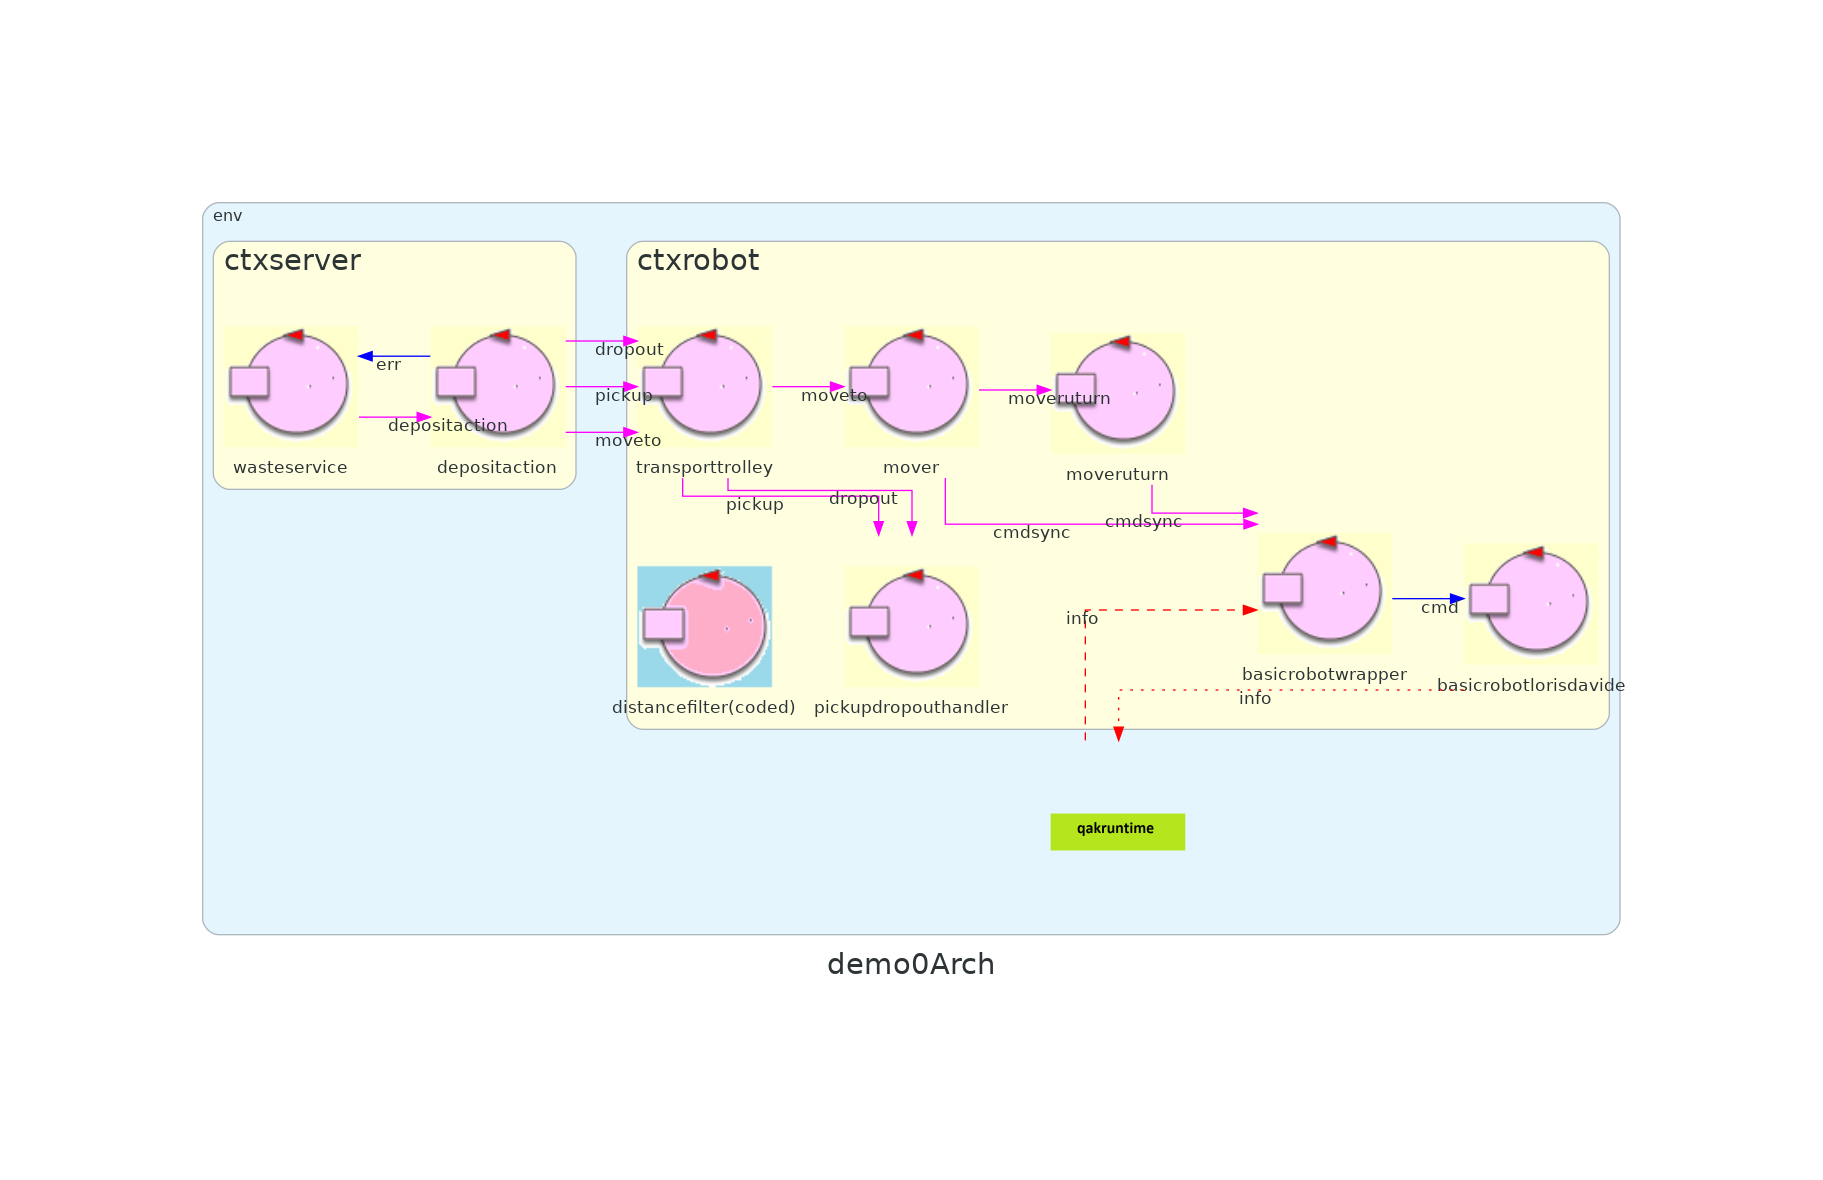 env
ctxserver
ctxrobot
dropout
err
pickup
moveto
moveruturn
depositaction
moveto
wasteservice
depositaction
transporttrolley
mover
moveruturn
pickup
dropout
cmdsync
cmdsync
info
cmd
basicrobotwrapper
basicrobotlorisdavide
info
distancefilter(coded)
pickupdropouthandler
qakruntime
demo0Arch